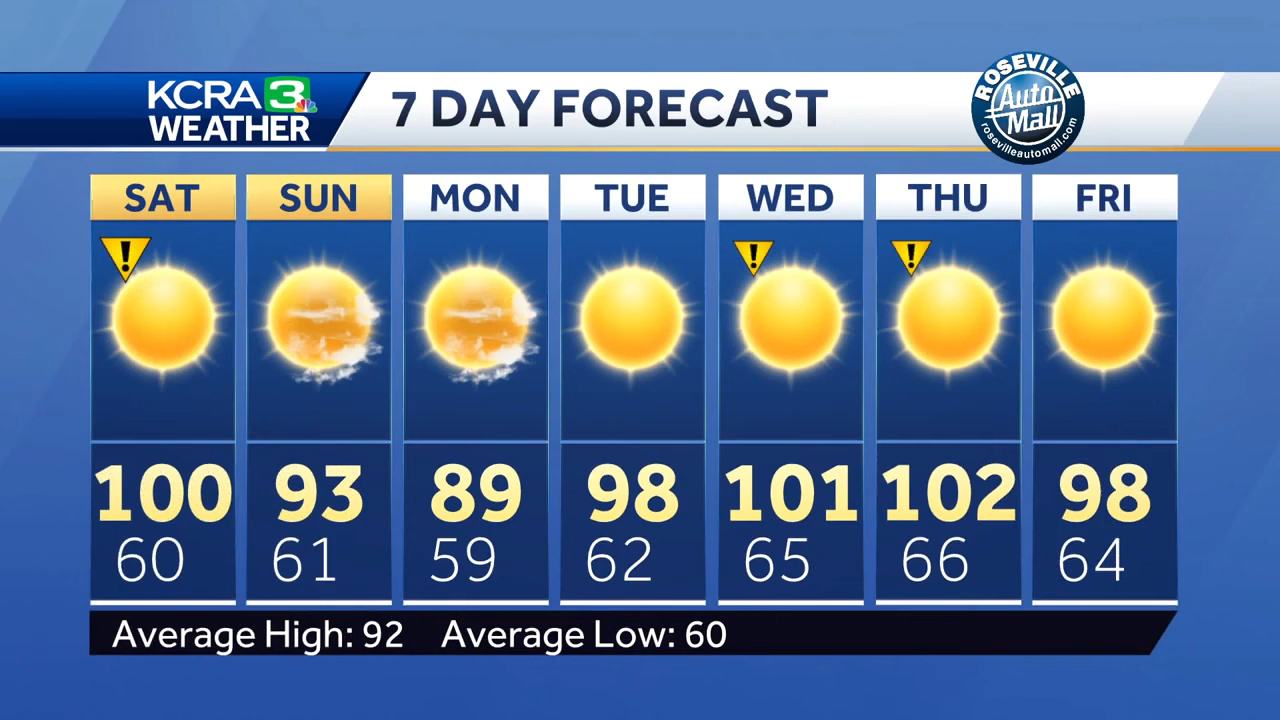 KCRA 3
WEATHER
7 DAY FORECAST
ROSEVILLE
Auto
Mall
rosevilleautomall.com
SAT SUN MON TUE WED THU FRI
! ! !
100 93 89 98 101 102 98
60 61 59 62 65 66 64
Average High: 92 Average Low: 60